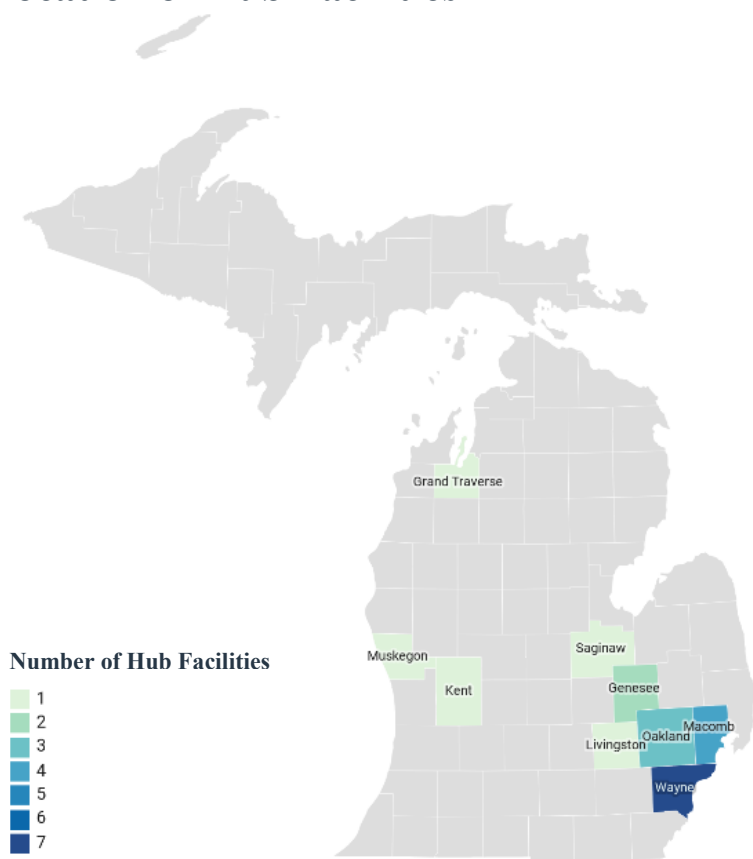 Grand Traverse
Muskegon
Saginaw
Kent
Genesee
Macomb
Oakland
Livingston
Wayne
Number of Hub Facilities
1
2
3
4
5
6
7